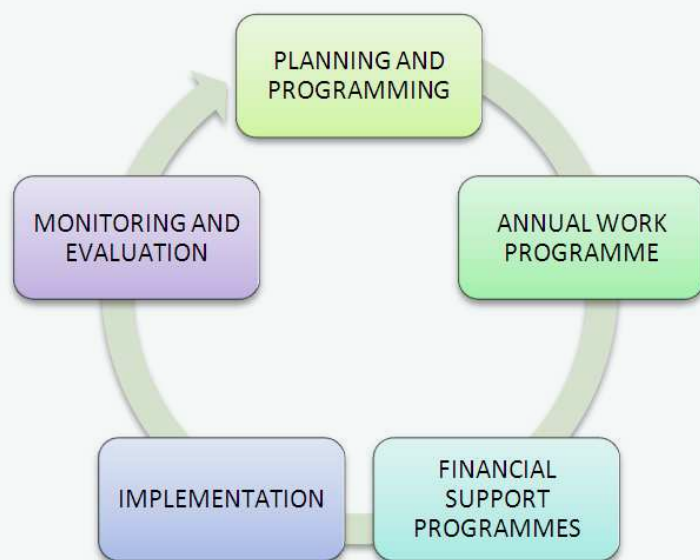 PLANNING AND
PROGRAMMING
ANNUAL WORK
PROGRAMME
FINANCIAL
SUPPORT
PROGRAMMES
IMPLEMENTATION
MONITORING AND
EVALUATION